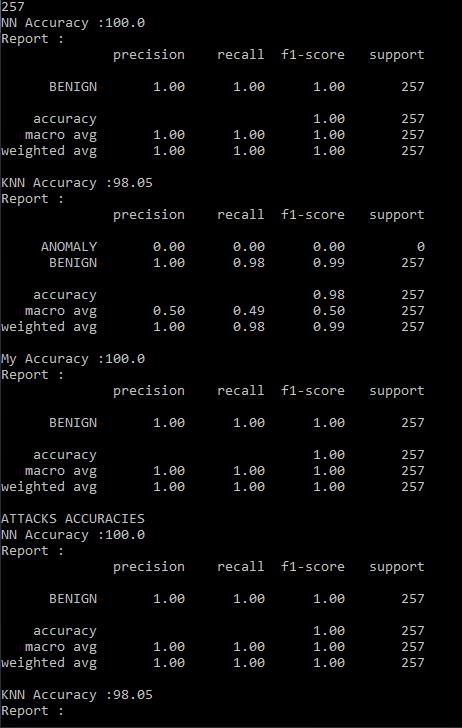 257
NN Accuracy :100.0
Report :
precision recall f1-score support
BENIGN 1.00 1.00 1.00 257
accuracy 1.00 257
macro avg 1.00 1.00 1.00 257
weighted avg 1.00 1.00 1.00 257
KNN Accuracy :98.05
Report :
precision recall f1-score support
ANOMALY 0.00 0.00 0.00 0
BENIGN 1.00 0.98 0.99 257
accuracy 0.98 257
macro avg 0.50 0.49 0.50 257
weighted avg 1.00 0.98 0.99 257
My Accuracy :100.0
Report :
precision recall f1-score support
BENIGN 1.00 1.00 1.00 257
accuracy 1.00 257
macro avg 1.00 1.00 1.00 257
weighted avg 1.00 1.00 1.00 257
ATTACKS ACCURACIES
NN Accuracy :100.0
Report :
precision recall f1-score support
BENIGN 1.00 1.00 1.00 257
accuracy 1.00 257
macro avg 1.00 1.00 1.00 257
weighted avg 1.00 1.00 1.00 257
KNN Accuracy :98.05
Report :